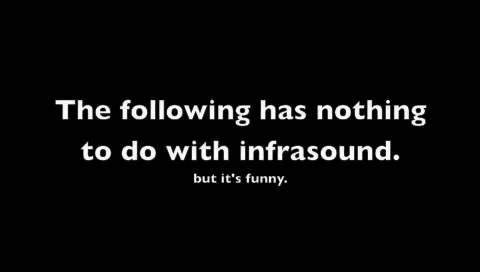 The following has nothing
to do with infrasound.
but it's funny.